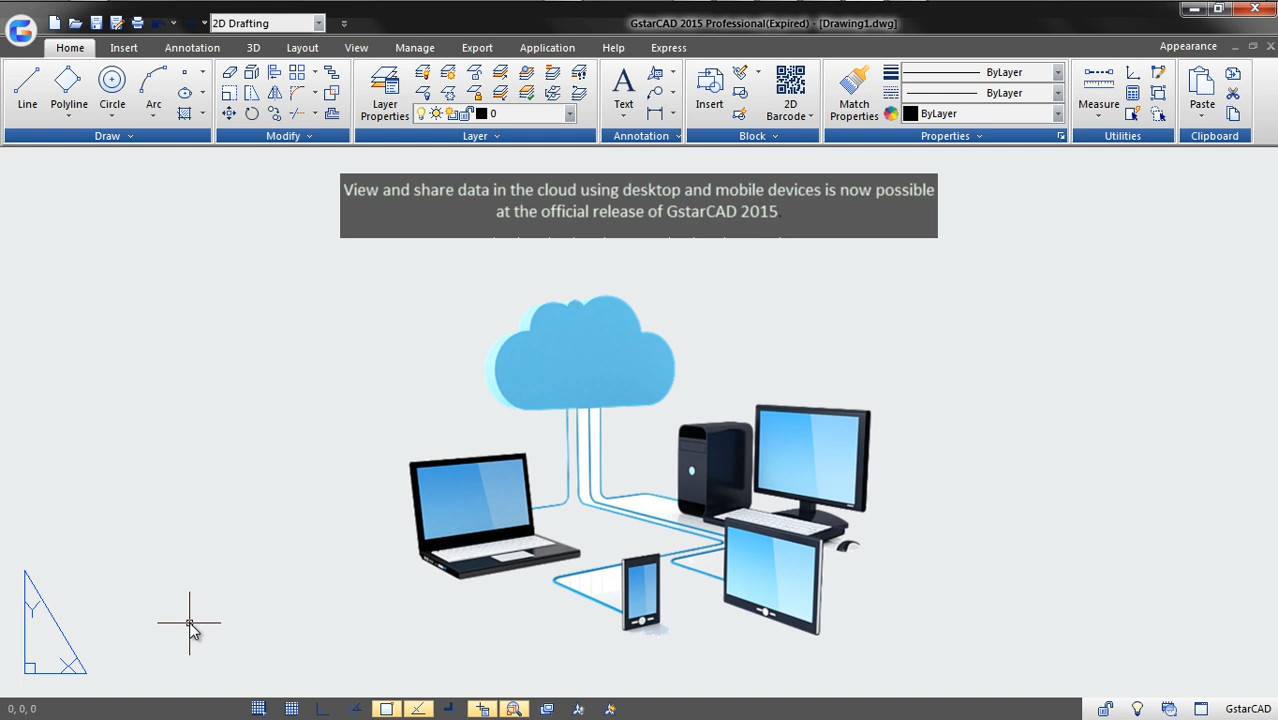 2D Drafting
GstarCAD 2015 Professional(Expired) - [Drawing1.dwg]
Home Insert Annotation 3D Layout View Manage Export Application Help Express Appearance
Line Polyline Circle Arc
Draw
Modify
Layer Properties
0
Layer
Text
Annotation
Insert 2D Barcode
Block
Match Properties
ByLayer
ByLayer
ByLayer
Properties
Measure
Utilities
Paste
Clipboard
View and share data in the cloud using desktop and mobile devices is now possible
at the official release of GstarCAD 2015.
Y
X
0, 0, 0
GstarCAD